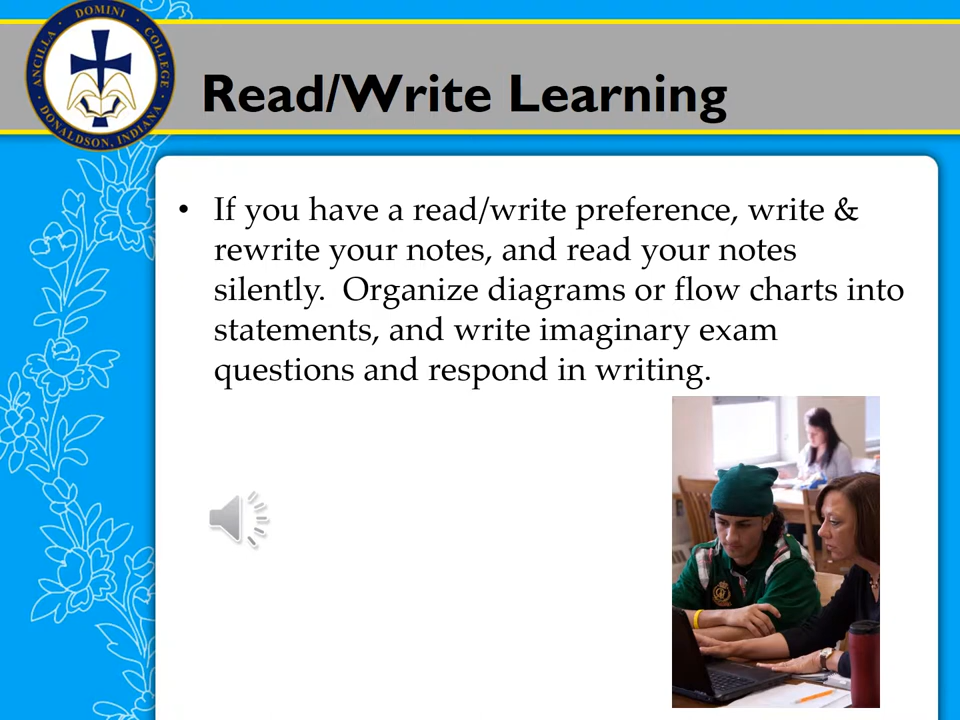 ANCILLA DOMINI COLLEGE
DONALDSON, INDIANA
Read/Write Learning
• If you have a read/write preference, write &
rewrite your notes, and read your notes
silently.  Organize diagrams or flow charts into
statements, and write imaginary exam
questions and respond in writing.